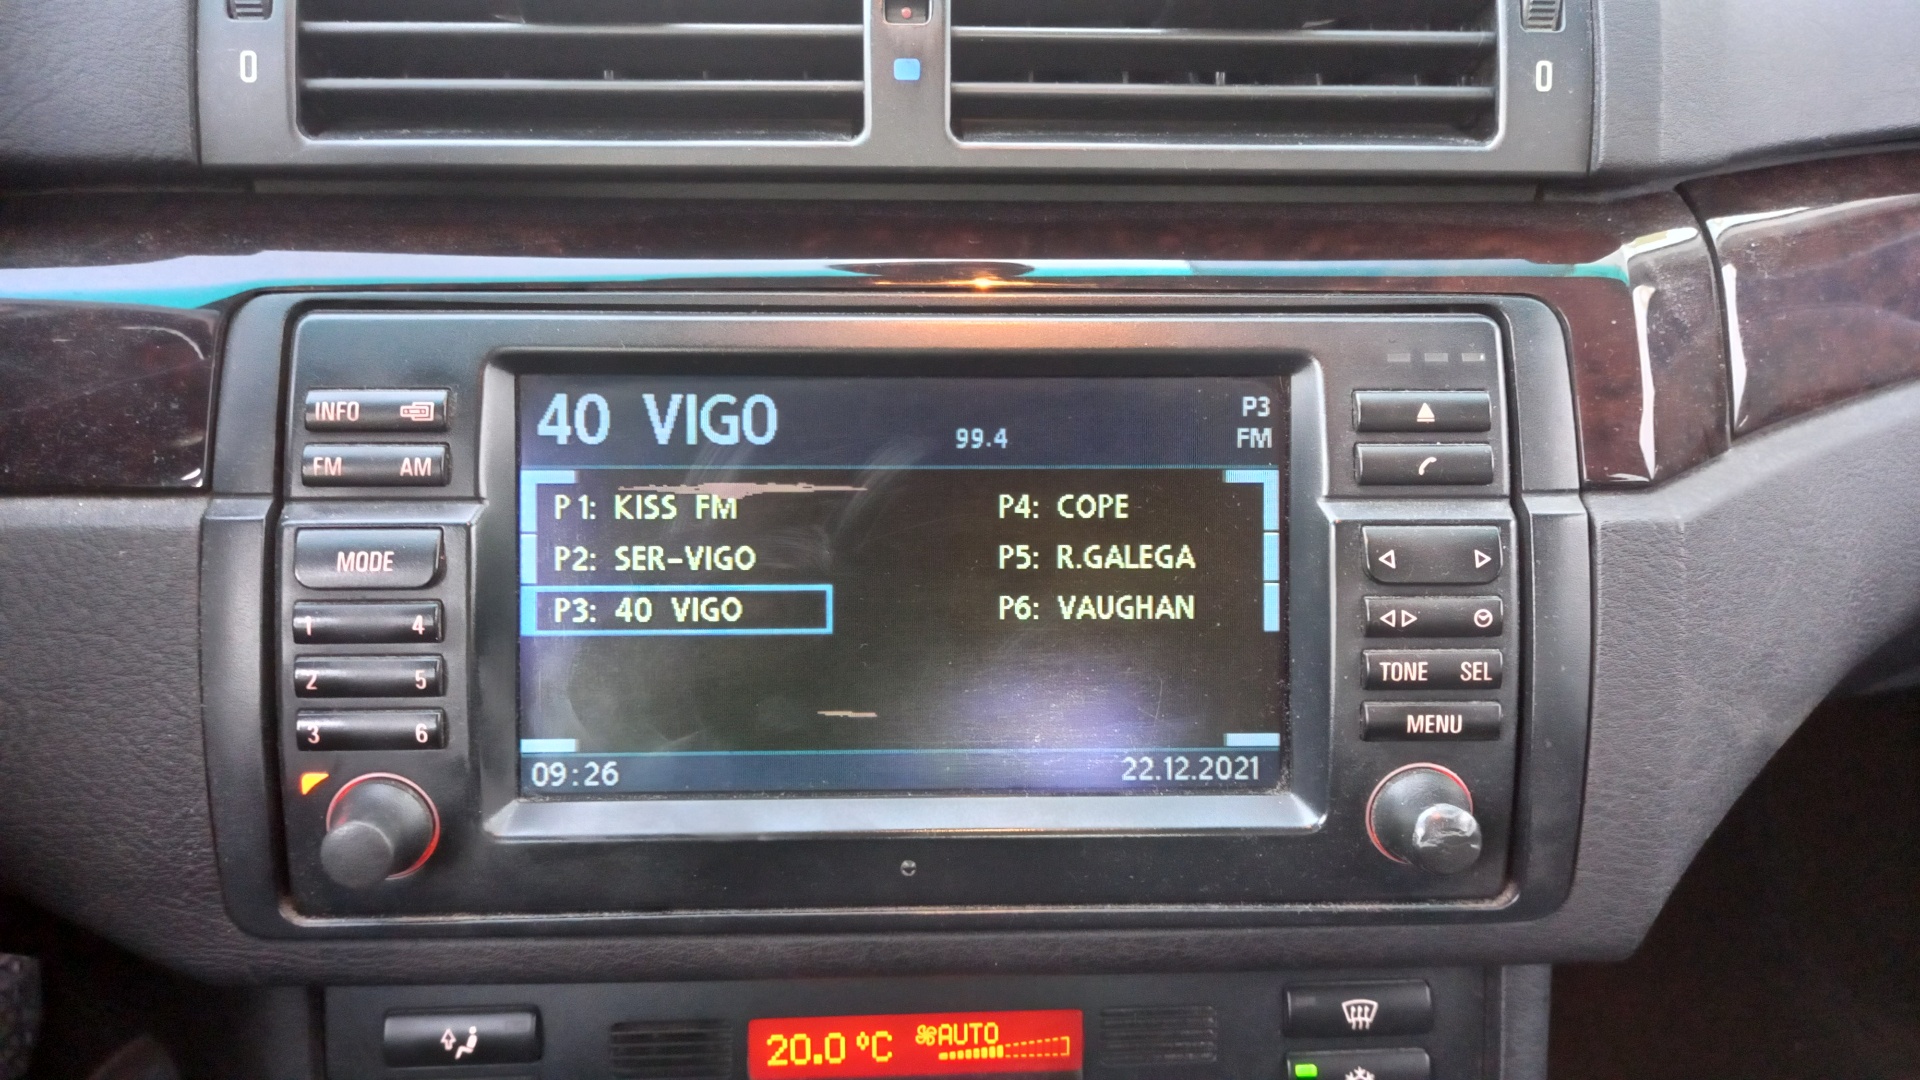 0
0
40 VIGO
99.4
P3
FM
INFO
FM AM
MODE
1 4
2 5
3 6
P1: KISS FM
P2: SER-VIGO
P3: 40 VIGO
P4: COPE
P5: R.GALEGA
P6: VAUGHAN
09:26
22.12.2021
TONE SEL
MENU
20.0 °C
AUTO